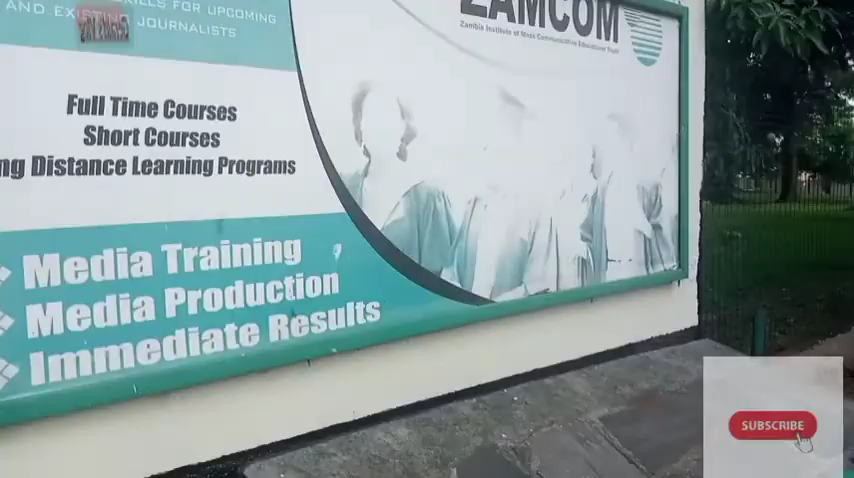 SKILLS FOR UPCOMING
AND EXISTING JOURNALISTS
ZAMCOM
Zambia Institute of Mass Communication Educational Trust
Full Time Courses
Short Courses
Distance Learning Programs
Media Training
Media Production
Immediate Results
SUBSCRIBE